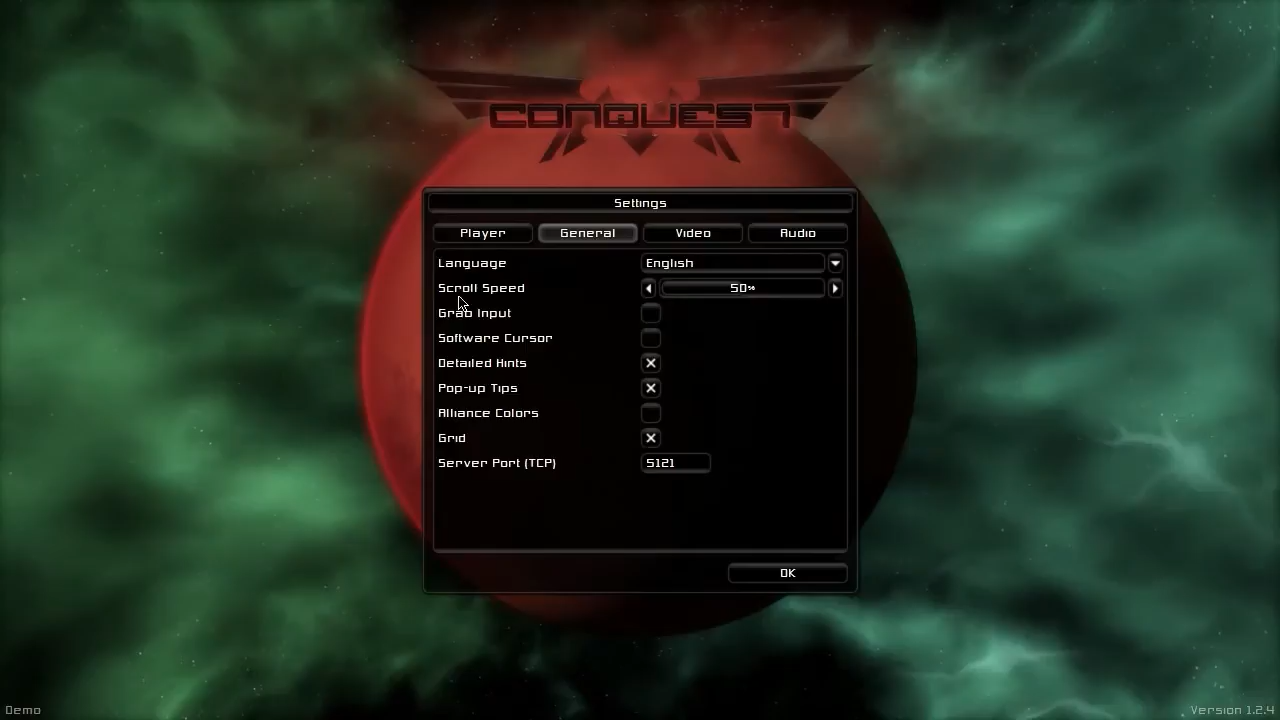 CONQUEST
Settings
Player General Video Audio
Language English
Scroll Speed 50%
Grab Input
Software Cursor
Detailed Hints
Pop-up Tips
Alliance Colors
Grid
Server Port (TCP) 5121
OK
Demo Version 1.2.4